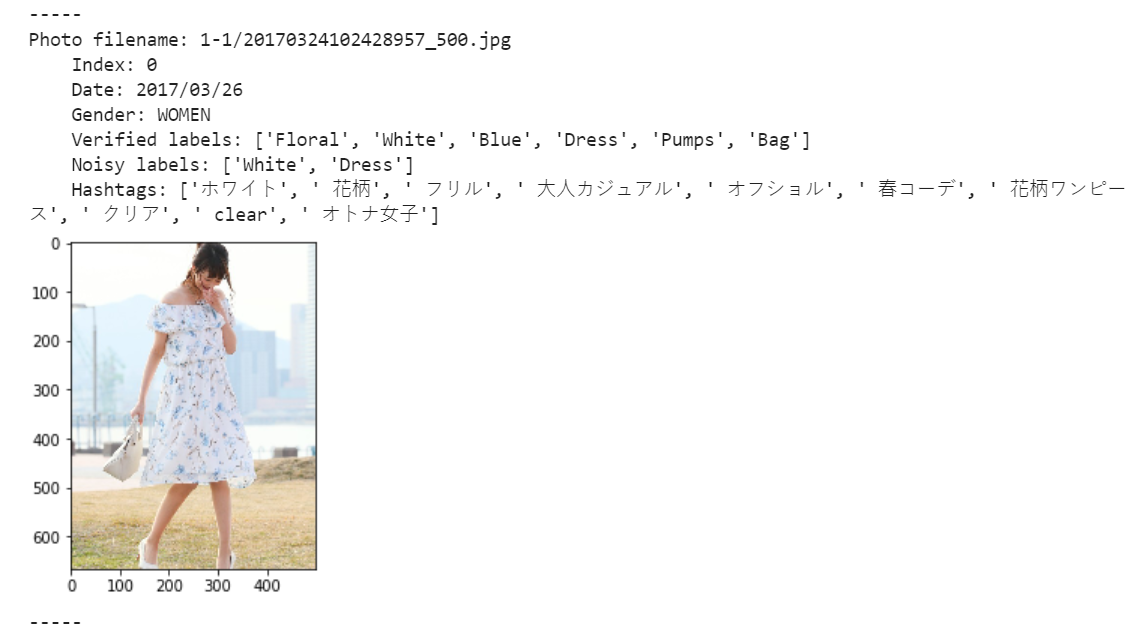 -----
Photo filename: 1-1/20170324102428957_500.jpg
Index: 0
Date: 2017/03/26
Gender: WOMEN
Verified labels: ['Floral', 'White', 'Blue', 'Dress', 'Pumps', 'Bag']
Noisy labels: ['White', 'Dress']
Hashtags: ['ホワイト', ' 花柄', ' フリル', ' 大人カジュアル', ' オフショル', ' 春コーデ', ' 花柄ワンピー
ス', ' クリア', ' clear', ' オトナ女子']
0
100
200
300
400
500
600
0 100 200 300 400
-----